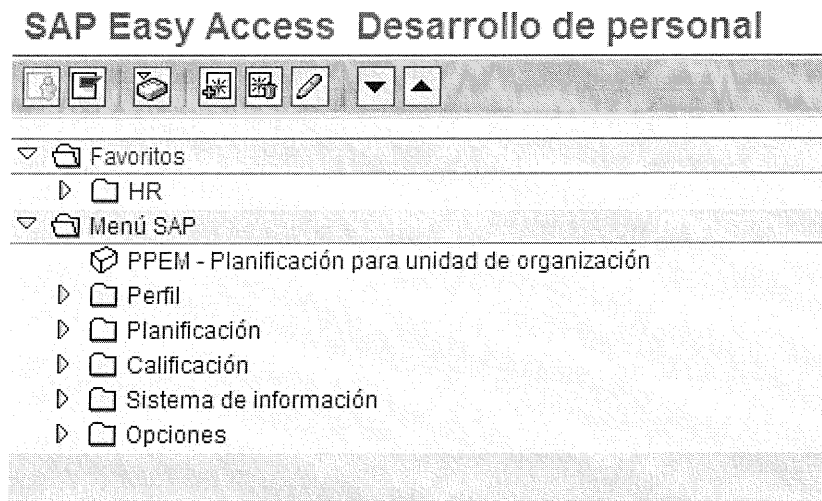 SAP Easy Access Desarrollo de personal
Favoritos
HR
Menú SAP
PPEM - Planificación para unidad de organización
Perfil
Planificación
Calificación
Sistema de información
Opciones